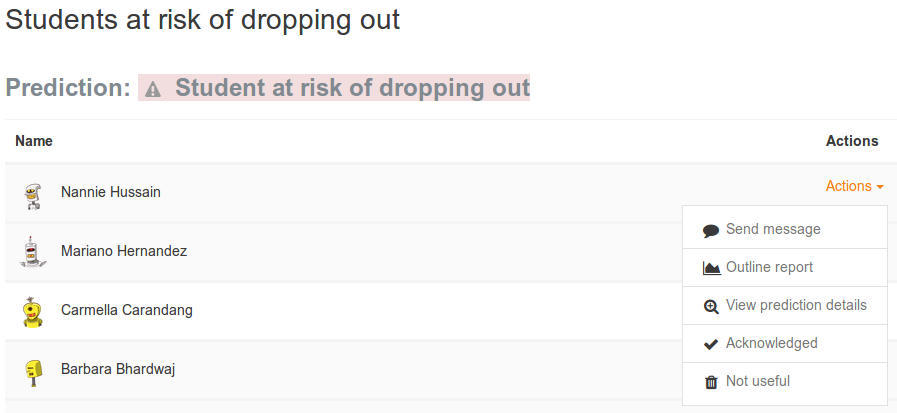 Students at risk of dropping out
Prediction: Student at risk of dropping out
Name Actions
Nannie Hussain Actions
Send message
Mariano Hernandez
Outline report
View prediction details
Carmella Carandang
Acknowledged
Barbara Bhardwaj
Not useful